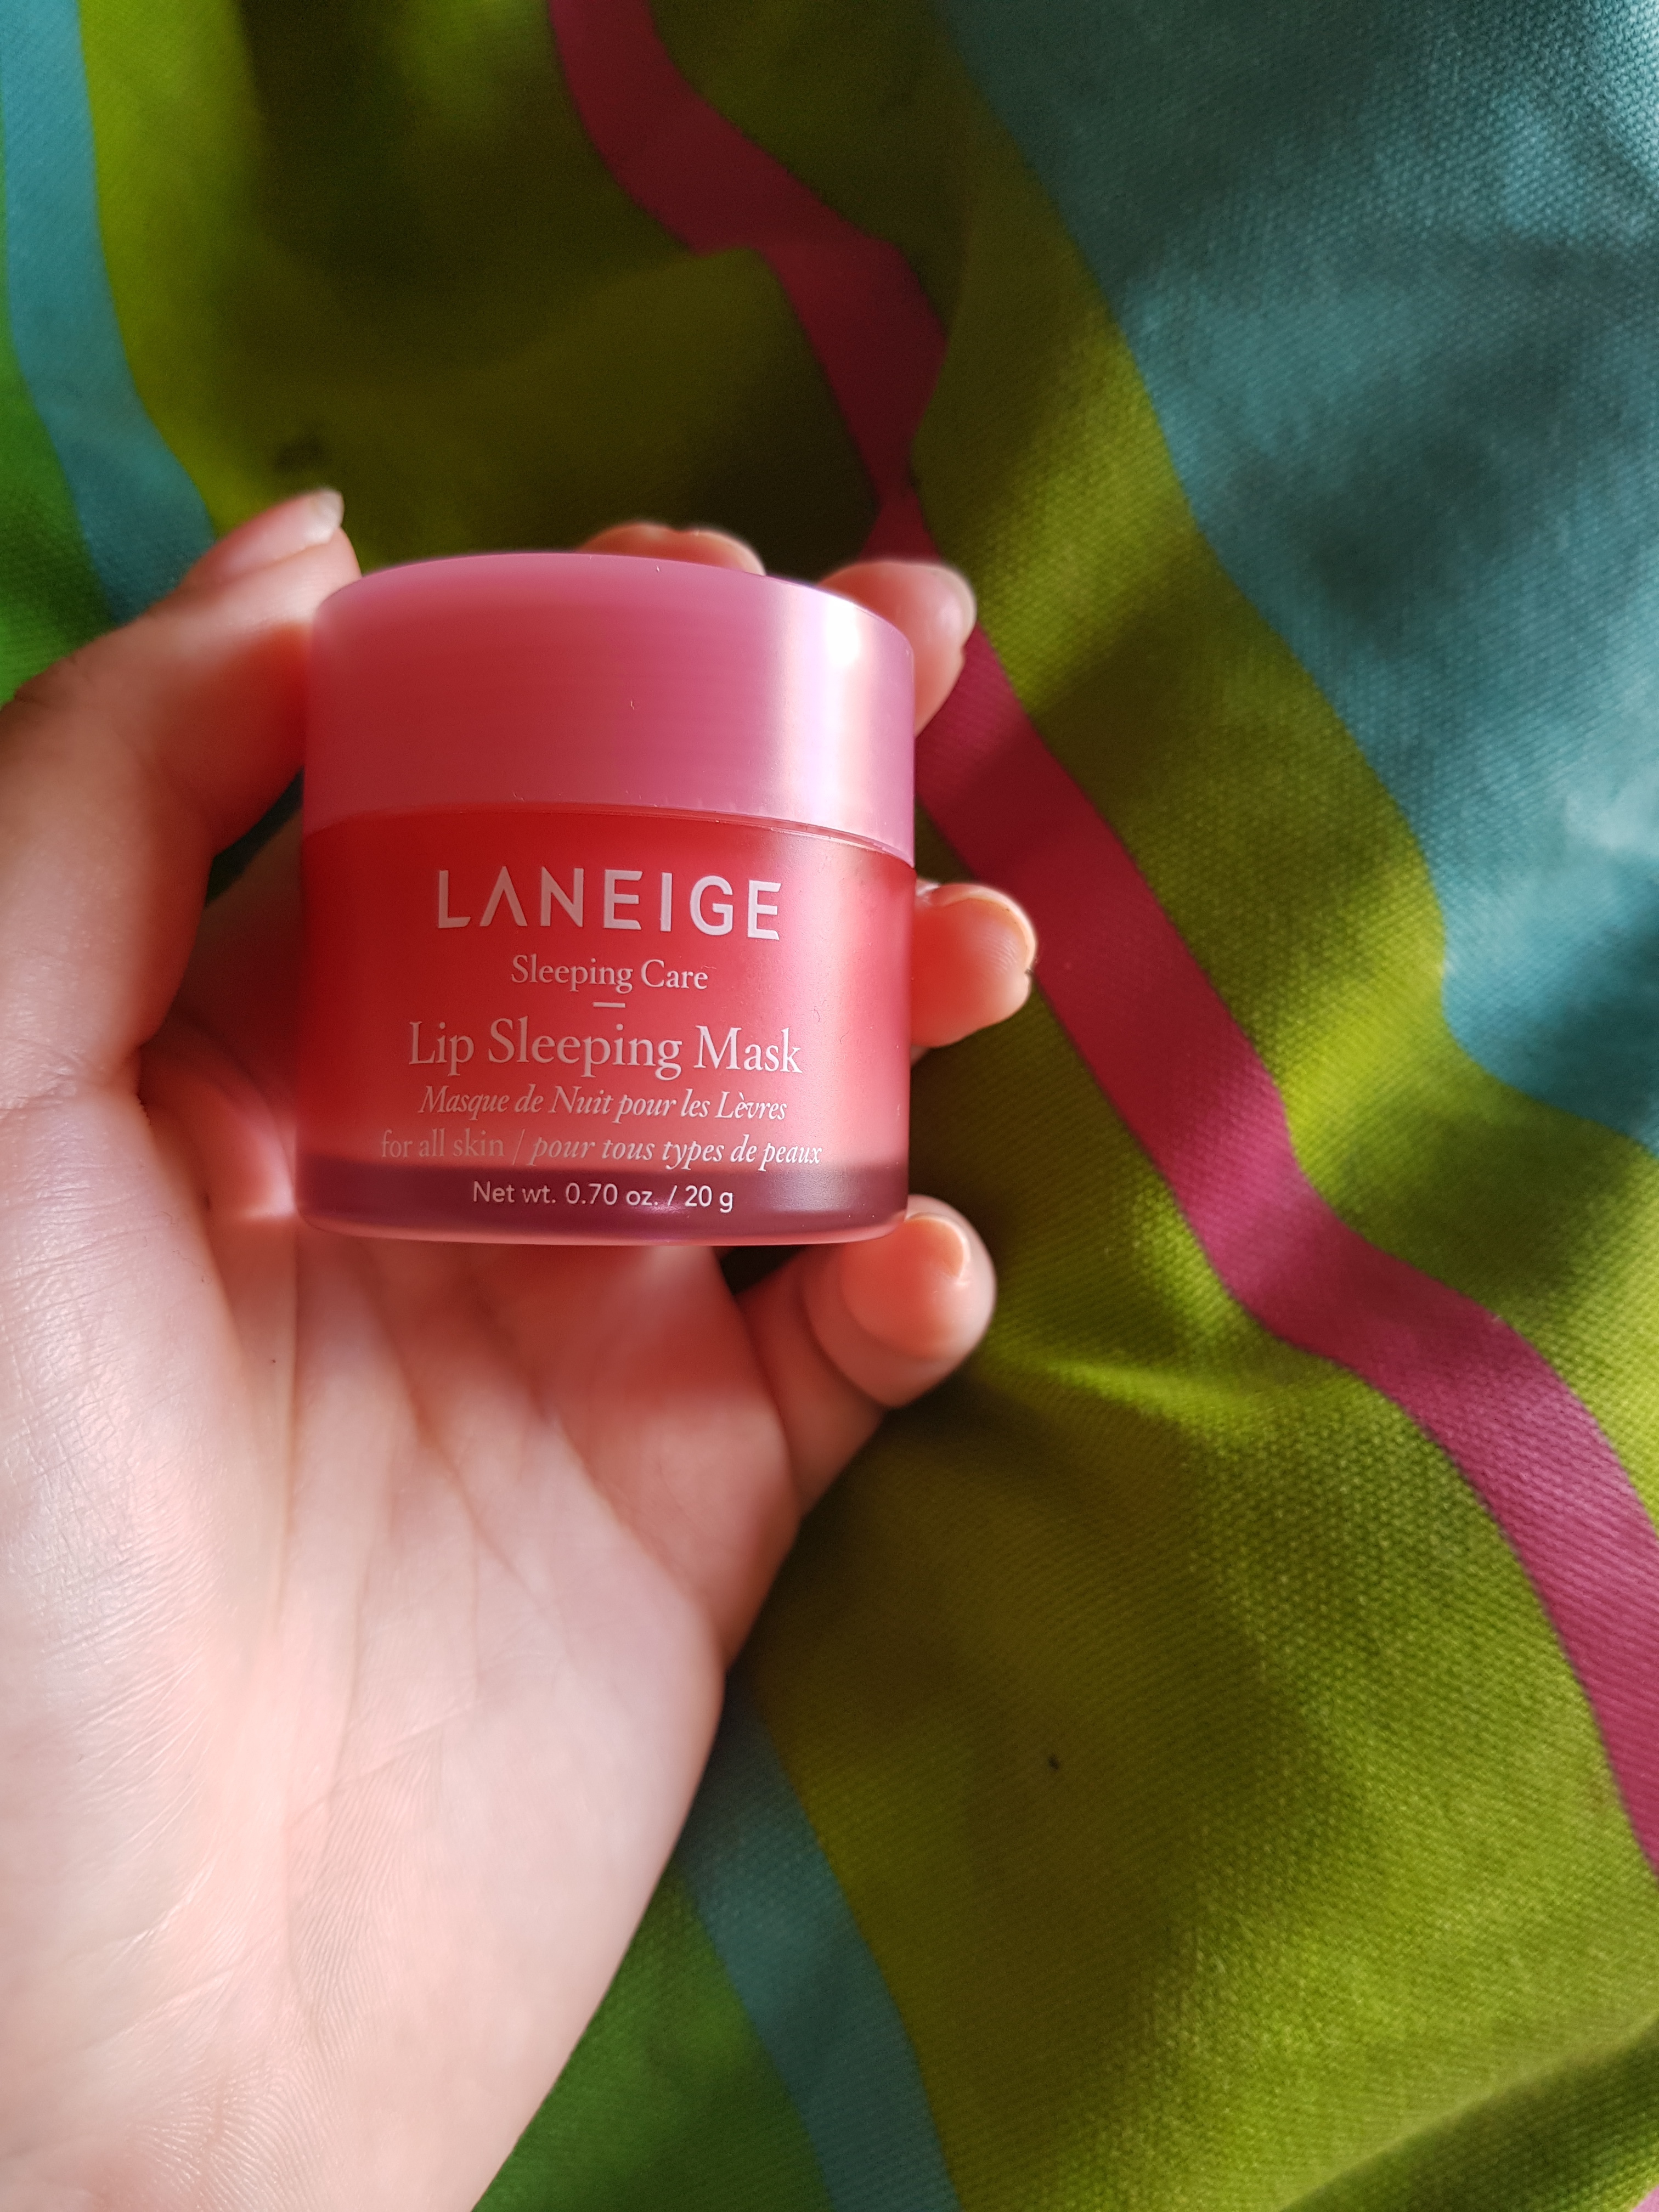 LANEIGE
Sleeping Care
Lip Sleeping Mask
Masque de Nuit pour les Lèvres
for all skin / pour tous types de peaux
Net wt. 0.70 oz. / 20 g